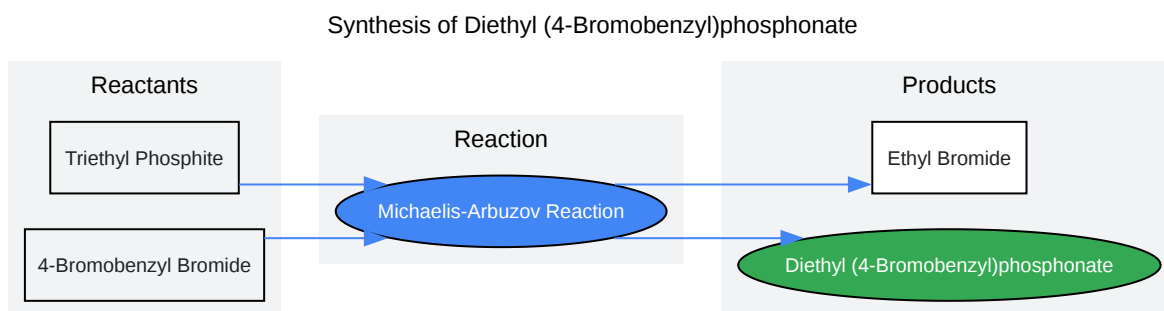 Synthesis of Diethyl (4-Bromobenzyl)phosphonate
Reactants
Triethyl Phosphite
4-Bromobenzyl Bromide
Reaction
Michaelis-Arbuzov Reaction
Products
Ethyl Bromide
Diethyl (4-Bromobenzyl)phosphonate